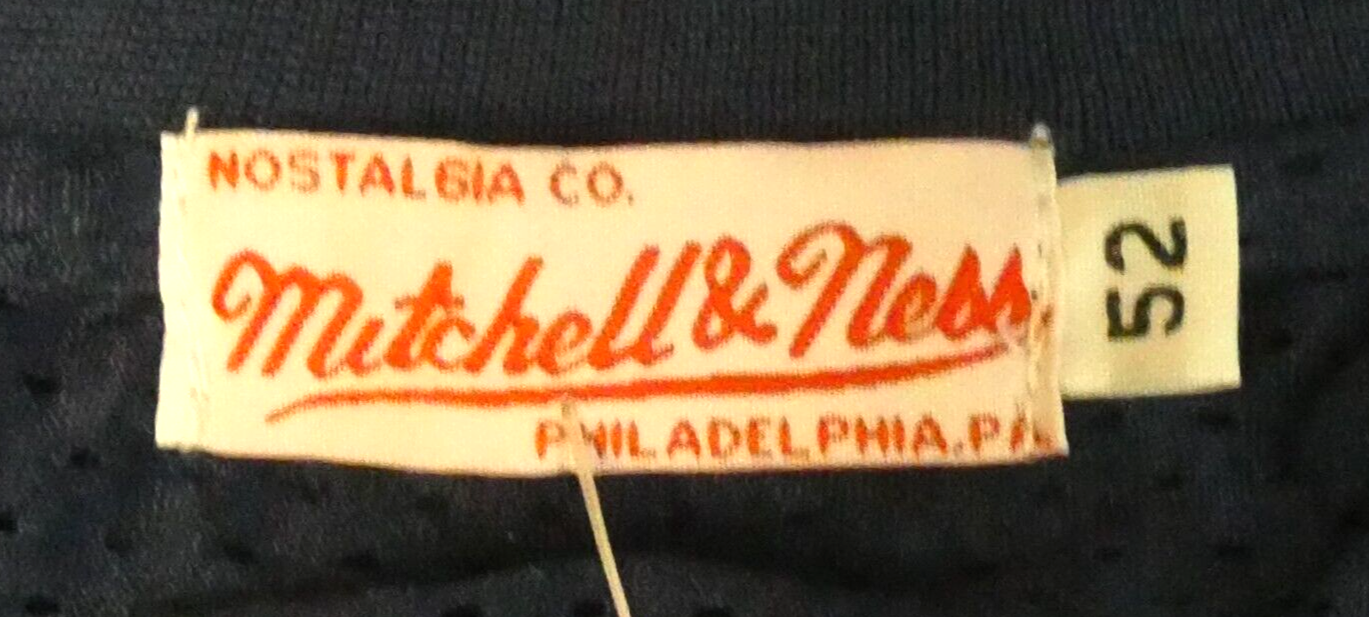 NOSTALGIA CO.
Mitchell & Ness
PHILADELPHIA, PA
52